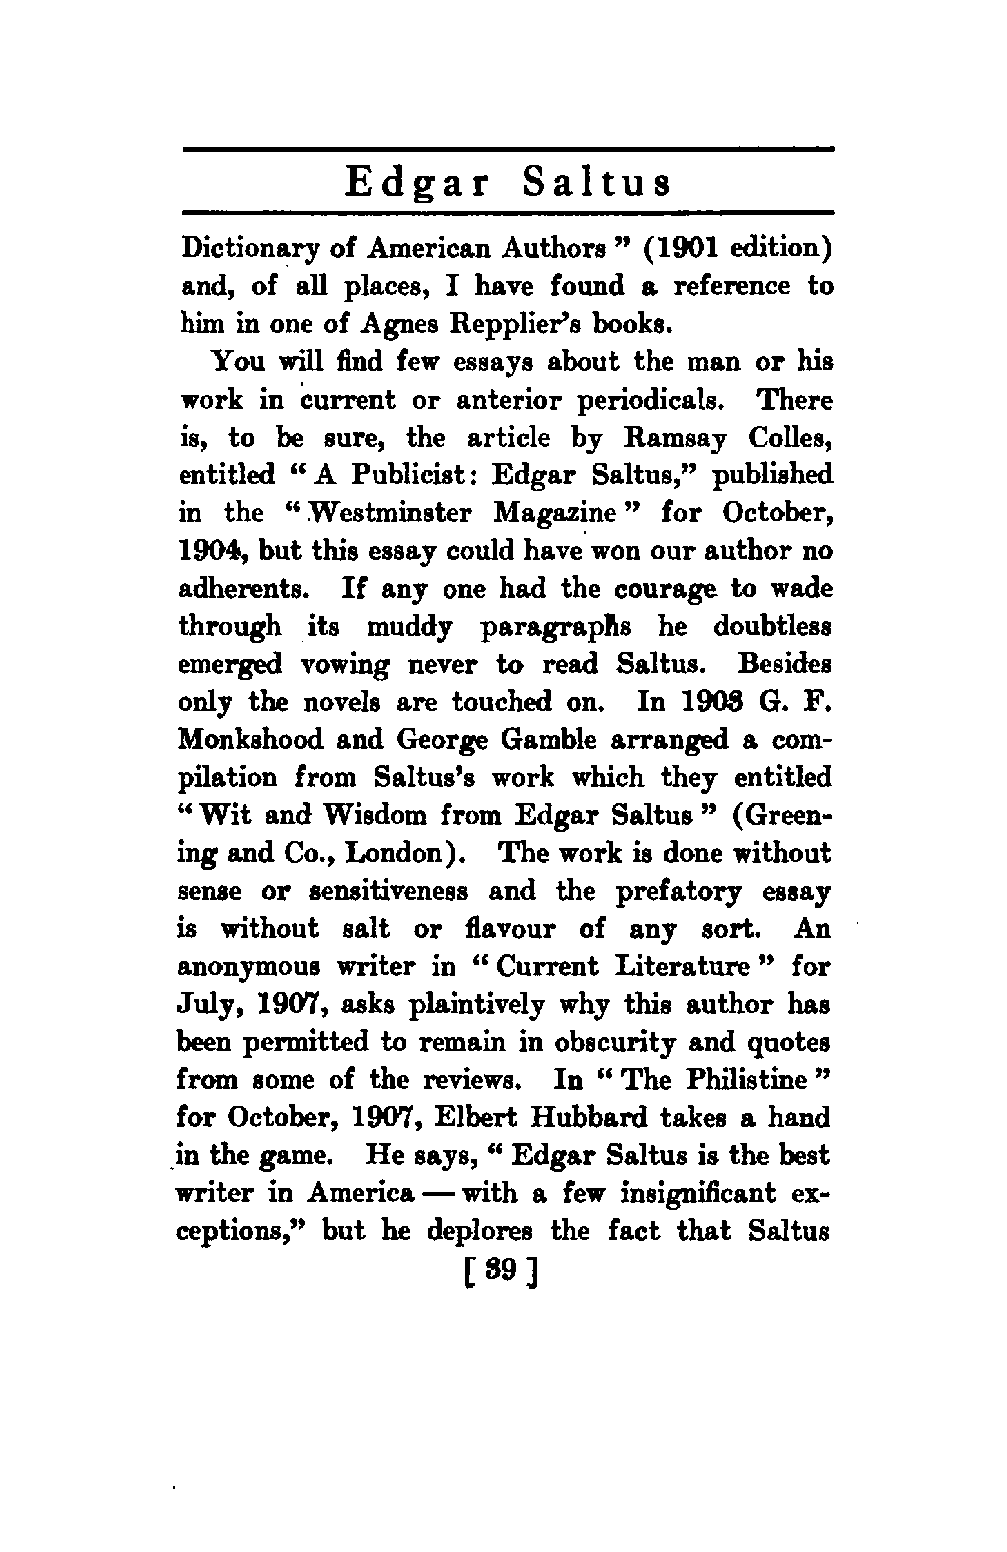 Edgar Saltus
Dictionary of American Authors" (1901 edition)
and, of all places, I have found a reference to
him in one of Agnes Repplier's books.
You will find few essays about the man or his
work in current or anterior periodicals. There
is, to be sure, the article by Ramsay Colles,
entitled "A Publicist: Edgar Saltus," published
in the "Westminster Magazine" for October,
1904, but this essay could have won our author no
adherents. If any one had the courage to wade
through its muddy paragraphs he doubtless
emerged vowing never to read Saltus. Besides
only the novels are touched on. In 1903 G. F.
Monkshood and George Gamble arranged a com-
pilation from Saltus's work which they entitled
"Wit and Wisdom from Edgar Saltus" (Green-
ing and Co., London). The work is done without
sense or sensitiveness and the prefatory essay
is without salt or flavour of any sort. An
anonymous writer in "Current Literature" for
July, 1907, asks plaintively why this author has
been permitted to remain in obscurity and quotes
from some of the reviews. In "The Philistine"
for October, 1907, Elbert Hubbard takes a hand
in the game. He says, "Edgar Saltus is the best
writer in America — with a few insignificant ex-
ceptions," but he deplores the fact that Saltus
[39]